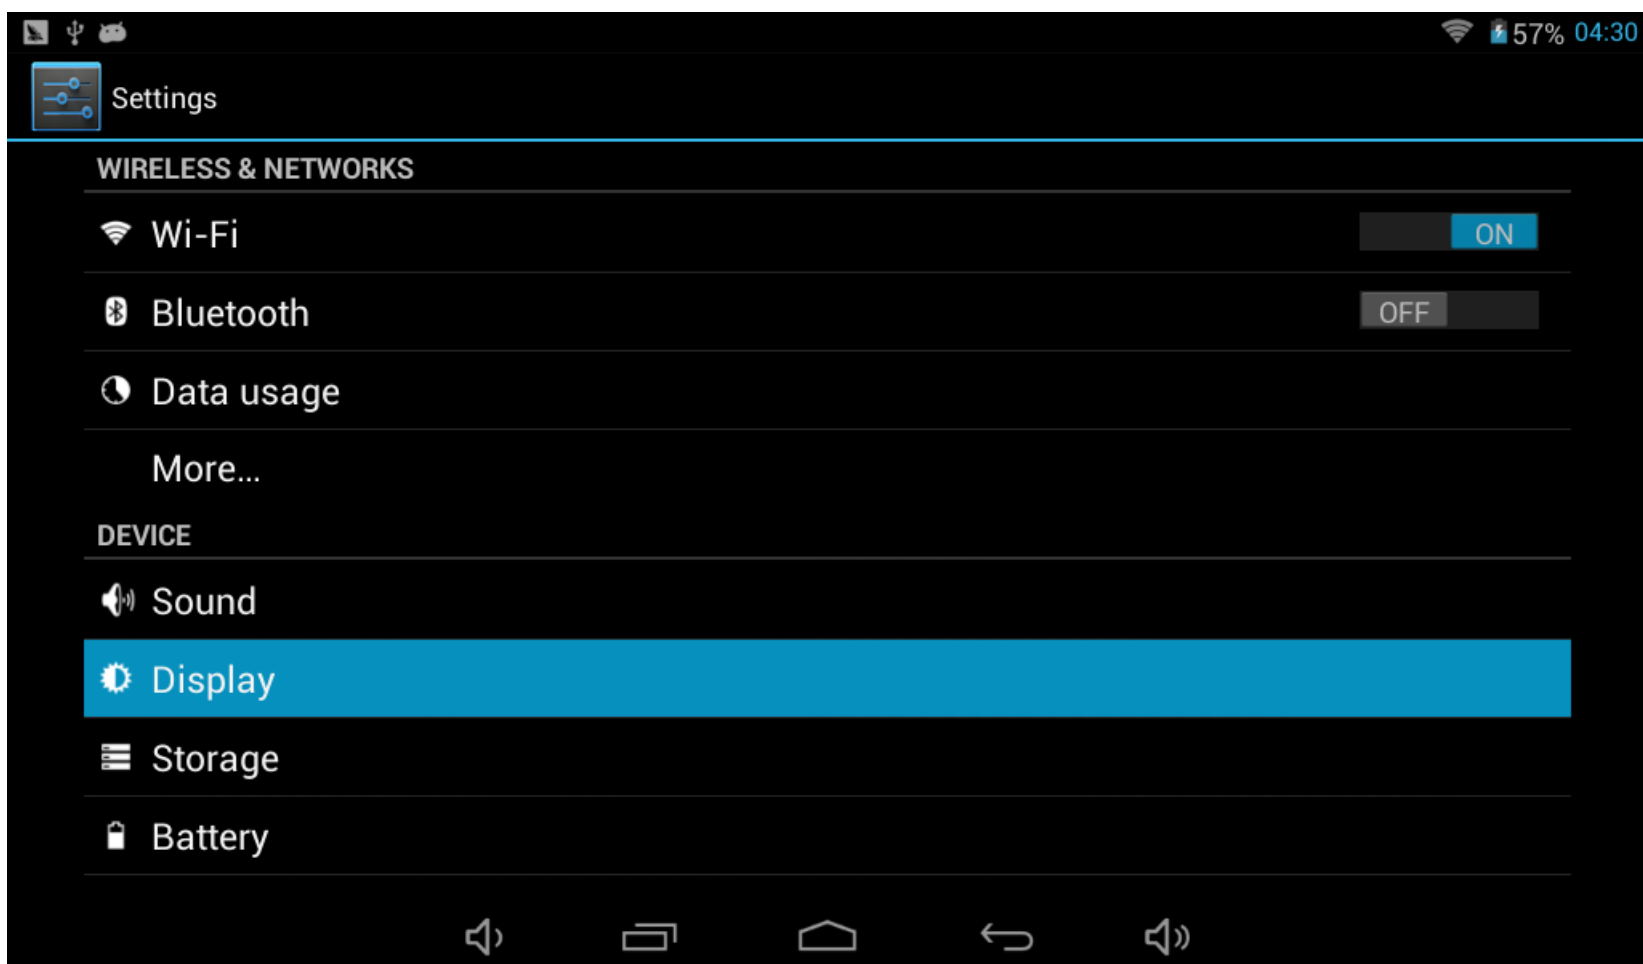 57% 04:30
Settings
WIRELESS & NETWORKS
Wi-Fi ON
Bluetooth OFF
Data usage
More...
DEVICE
Sound
Display
Storage
Battery